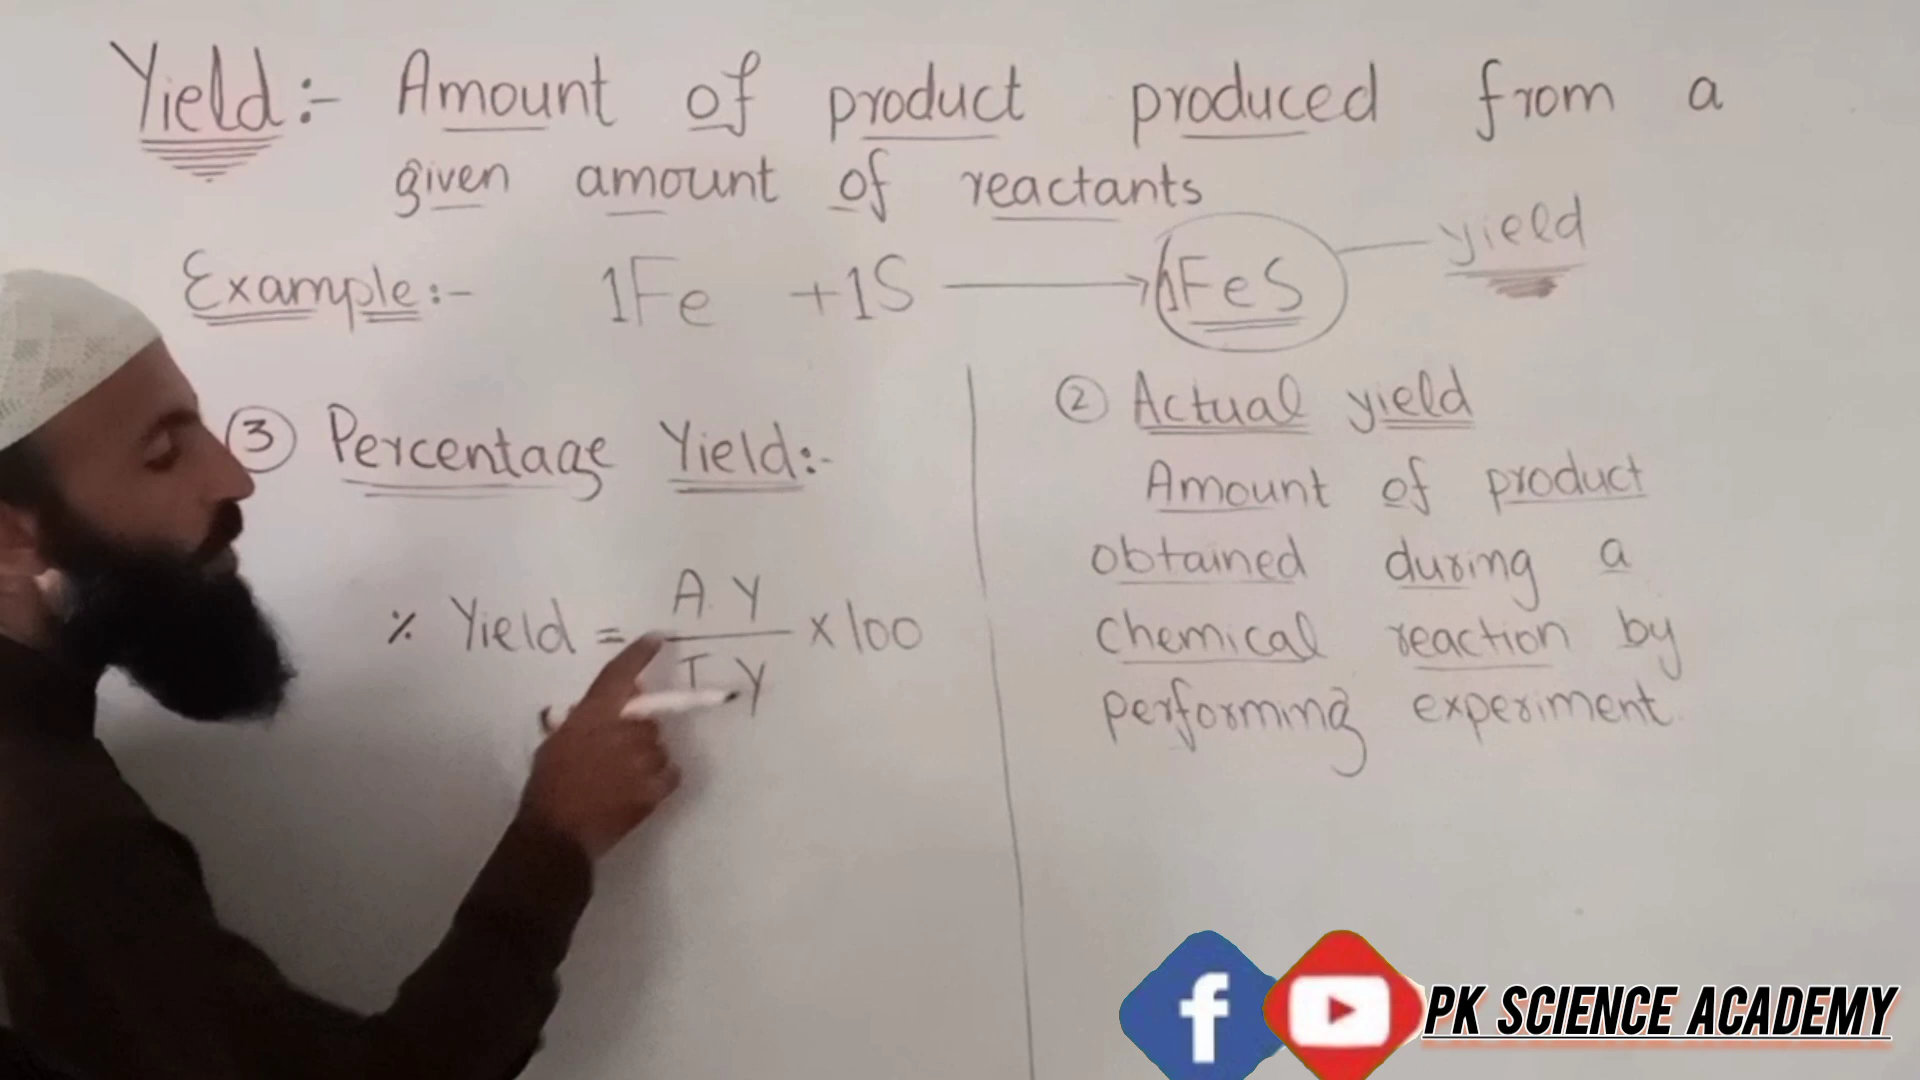 Yield:- Amount of product produced from a
given amount of reactants
Example:- 1Fe +1S → 1FeS yield
③ Percentage Yield:-
% Yield = A.Y / T.Y x 100
② Actual yield
Amount of product
obtained during a
chemical reaction by
performing experiment.
f
PK SCIENCE ACADEMY